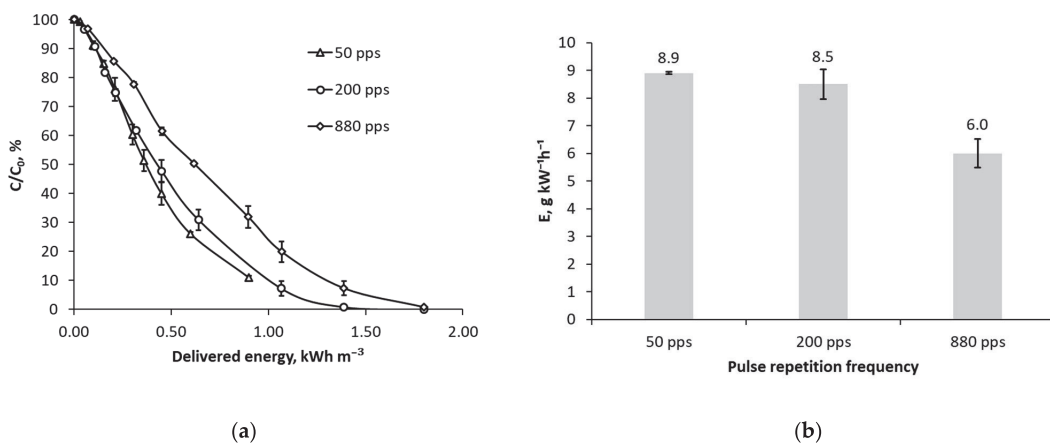 100
90
80
70
60
50
40
30
20
10
0
C/C₀, %
0.00 0.50 1.00 1.50 2.00
Delivered energy, kWh m⁻³
50 pps
200 pps
880 pps
(a)
10
9
8
7
6
5
4
3
2
1
0
E, g kW⁻¹h⁻¹
8.9 8.5 6.0
50 pps 200 pps 880 pps
Pulse repetition frequency
(b)